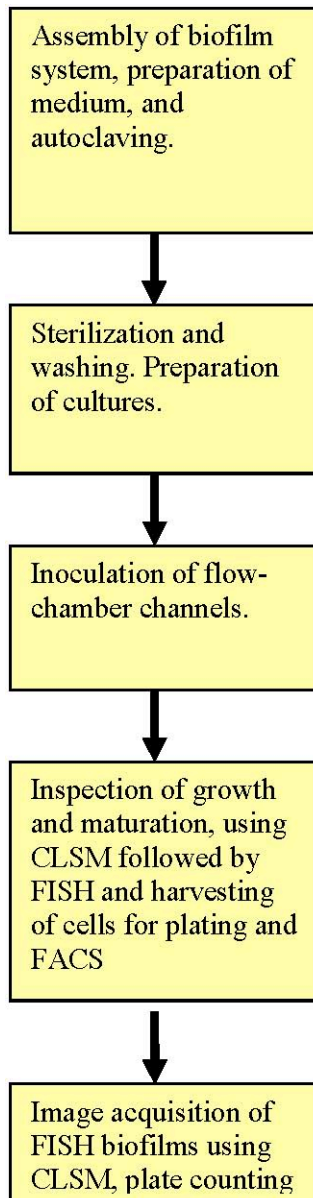 Assembly of biofilm
system, preparation of
medium, and
autoclaving.
Sterilization and
washing. Preparation
of cultures.
Inoculation of flow-
chamber channels.
Inspection of growth
and maturation, using
CLSM followed by
FISH and harvesting
of cells for plating and
FACS
Image acquisition of
FISH biofilms using
CLSM, plate counting